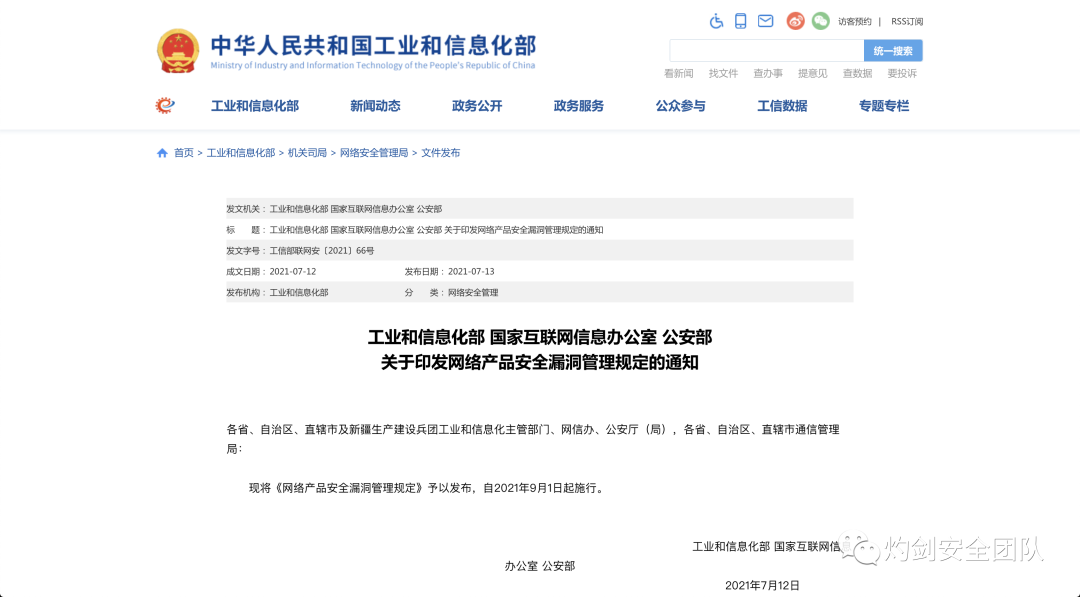 访客预约 | RSS订阅
中华人民共和国工业和信息化部
Ministry of Industry and Information Technology of the People's Republic of China
统一搜索
看新闻 找文件 查办事 提意见 查数据 要投诉
工业和信息化部 新闻动态 政务公开 政务服务 公众参与 工信数据 专题专栏
首页 > 工业和信息化部 > 机关司局 > 网络安全管理局 > 文件发布
发文机关： 工业和信息化部 国家互联网信息办公室 公安部
标 题： 工业和信息化部 国家互联网信息办公室 公安部 关于印发网络产品安全漏洞管理规定的通知
发文字号： 工信部联网安〔2021〕66号
成文日期： 2021-07-12 发布日期： 2021-07-13
发布机构： 工业和信息化部 分 类： 网络安全管理
工业和信息化部 国家互联网信息办公室 公安部
关于印发网络产品安全漏洞管理规定的通知
各省、自治区、直辖市及新疆生产建设兵团工业和信息化主管部门、网信办、公安厅（局），各省、自治区、直辖市通信管理
局：
现将《网络产品安全漏洞管理规定》予以发布，自2021年9月1日起施行。
工业和信息化部 国家互联网信息
办公室 公安部
2021年7月12日
灼剑安全团队